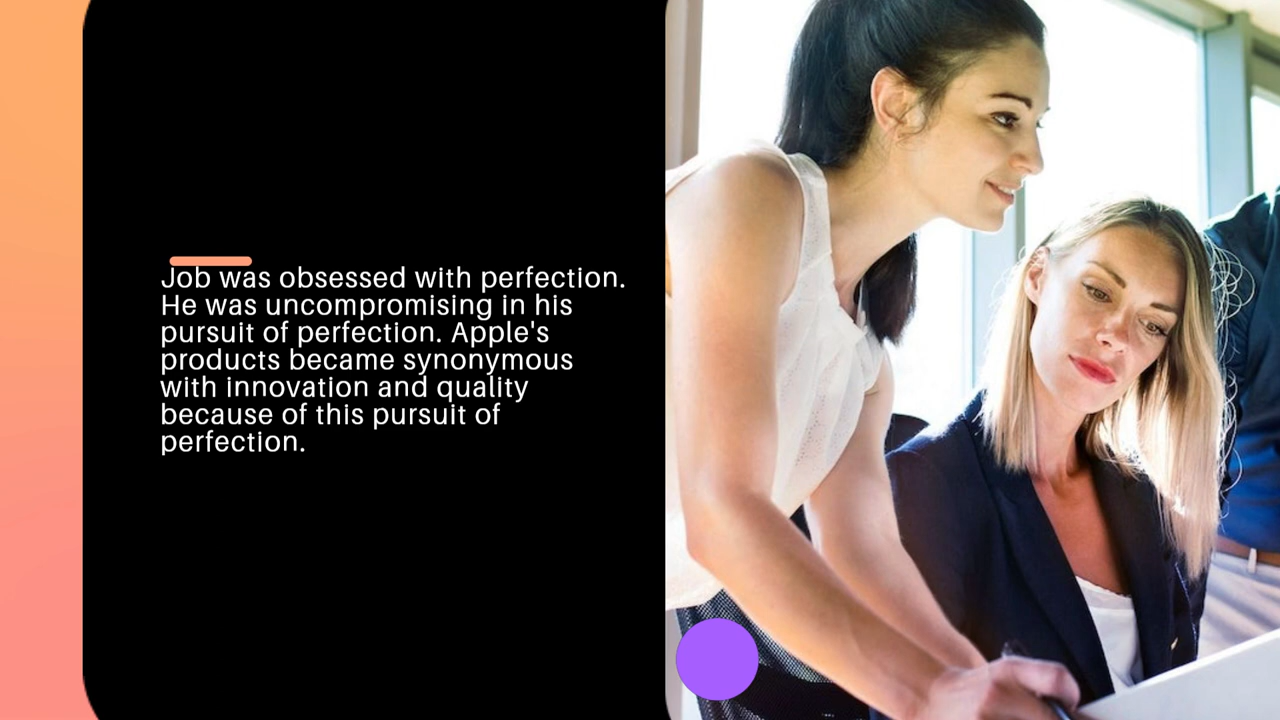 Job was obsessed with perfection.
He was uncompromising in his
pursuit of perfection. Apple's
products became synonymous
with innovation and quality
because of this pursuit of
perfection.